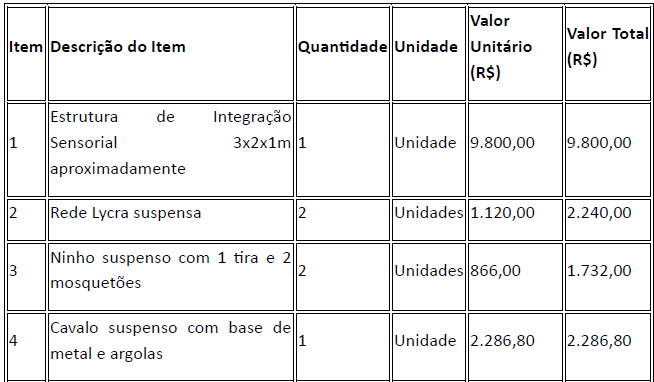 Item Descrição do Item Quantidade Unidade Valor Unitário (R$) Valor Total (R$)
1 Estrutura de Integração Sensorial 3x2x1m aproximadamente 1 Unidade 9.800,00 9.800,00
2 Rede Lycra suspensa 2 Unidades 1.120,00 2.240,00
3 Ninho suspenso com 1 tira e 2 mosquetões 2 Unidades 866,00 1.732,00
4 Cavalo suspenso com base de metal e argolas 1 Unidade 2.286,80 2.286,80